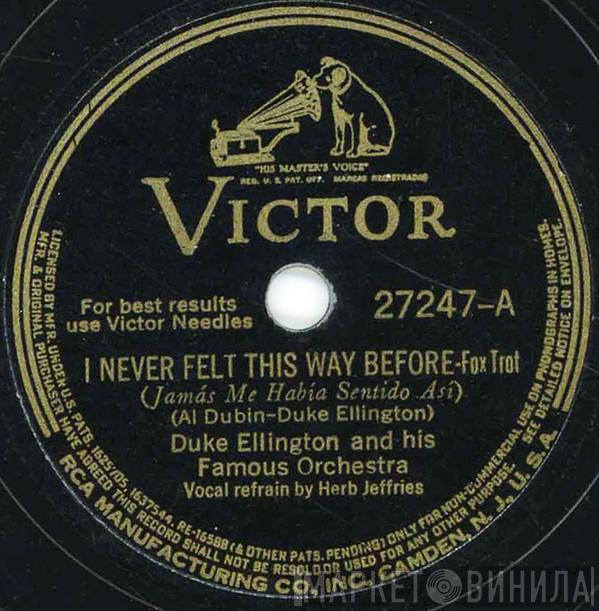 "HIS MASTER'S VOICE"
REG. U. S. PAT. OFF. MARCAS REGISTRADAS
VICTOR
For best results
use Victor Needles
27247-A
I NEVER FELT THIS WAY BEFORE-Fox Trot
(Jamás Me Había Sentido Así)
(Al Dubin-Duke Ellington)
Duke Ellington and his
Famous Orchestra
Vocal refrain by Herb Jeffries
LICENSED BY MFR. UNDER U.S. PATS. 1625705, 1637544, RE-16588 (& OTHER PATS. PENDING) ONLY FOR NON-COMMERCIAL USE ON PHONOGRAPHS IN HOMES.
MFR. & ORIGINAL PURCHASER HAVE AGREED THIS RECORD SHALL NOT BE RESOLD OR USED FOR ANY OTHER PURPOSE. SEE DETAILED NOTICE ON ENVELOPE.
RCA MANUFACTURING CO., INC., CAMDEN, N. J., U. S. A.
МАРКЕТ ВИНИЛА